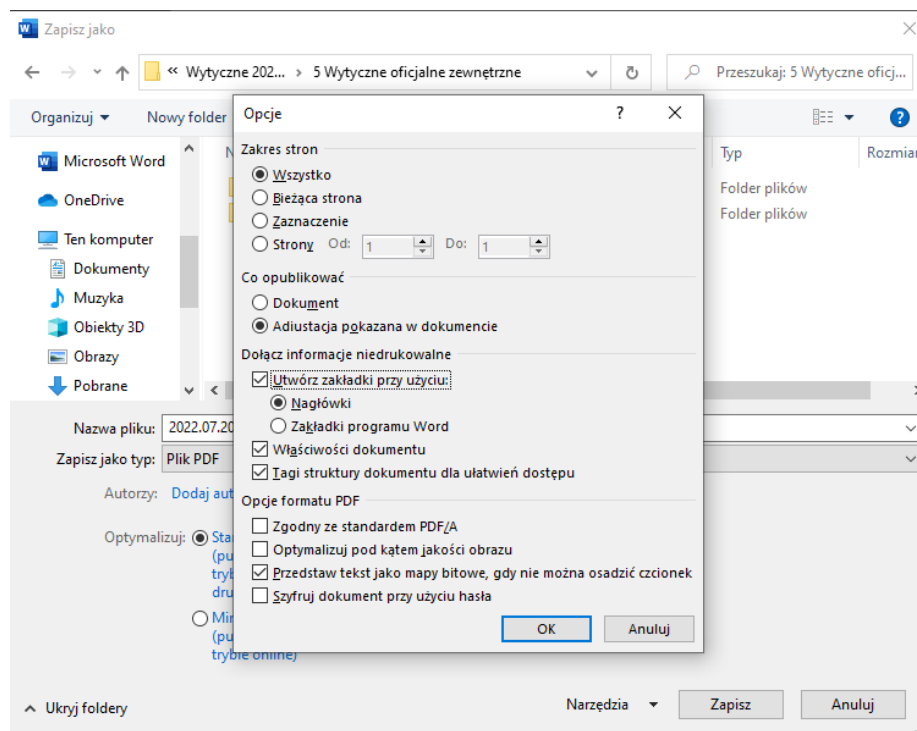 Zapisz jako
« Wytyczne 202... › 5 Wytyczne oficjalne zewnętrzne
Przeszukaj: 5 Wytyczne oficj...
Organizuj
Nowy folder
Opcje
?
Microsoft Word
OneDrive
Ten komputer
Dokumenty
Muzyka
Obiekty 3D
Obrazy
Pobrane
Zakres stron
Wszystko
Bieżąca strona
Zaznaczenie
Strony Od: 1 Do: 1
Co opublikować
Dokument
Adiustacja pokazana w dokumencie
Dołącz informacje niedrukowalne
Utwórz zakładki przy użyciu:
Nagłówki
Zakładki programu Word
Właściwości dokumentu
Tagi struktury dokumentu dla ułatwień dostępu
Opcje formatu PDF
Zgodny ze standardem PDF/A
Optymalizuj pod kątem jakości obrazu
Przedstaw tekst jako mapy bitowe, gdy nie można osadzić czcionek
Szyfruj dokument przy użyciu hasła
OK Anuluj
Typ
Folder plików
Folder plików
Nazwa pliku: 2022.07.20
Zapisz jako typ: Plik PDF
Autorzy:
Optymalizuj:
trybie online)
Ukryj foldery
Narzędzia
Zapisz
Anuluj